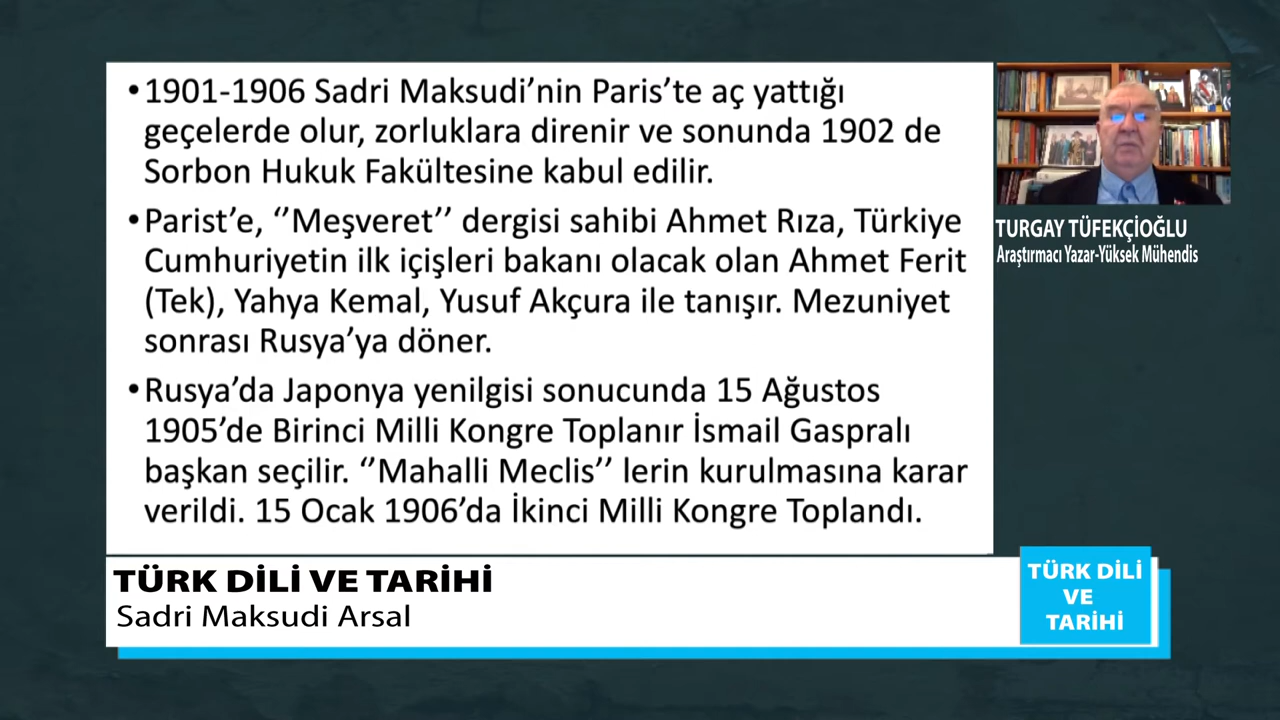 •1901-1906 Sadri Maksudi’nin Paris’te aç yattığı
geçelerde olur, zorluklara direnir ve sonunda 1902 de
Sorbon Hukuk Fakültesine kabul edilir.
•Parist’e, ‘’Meşveret’’ dergisi sahibi Ahmet Rıza, Türkiye
Cumhuriyetin ilk içişleri bakanı olacak olan Ahmet Ferit
(Tek), Yahya Kemal, Yusuf Akçura ile tanışır. Mezuniyet
sonrası Rusya’ya döner.
•Rusya’da Japonya yenilgisi sonucunda 15 Ağustos
1905’de Birinci Milli Kongre Toplanır İsmail Gaspralı
başkan seçilir. ‘’Mahalli Meclis’’ lerin kurulmasına karar
verildi. 15 Ocak 1906’da İkinci Milli Kongre Toplandı.
TURGAY TÜFEKÇİOĞLU
Araştırmacı Yazar-Yüksek Mühendis
TÜRK DİLİ VE TARİHİ
Sadri Maksudi Arsal
TÜRK DİLİ
VE
TARİHİ